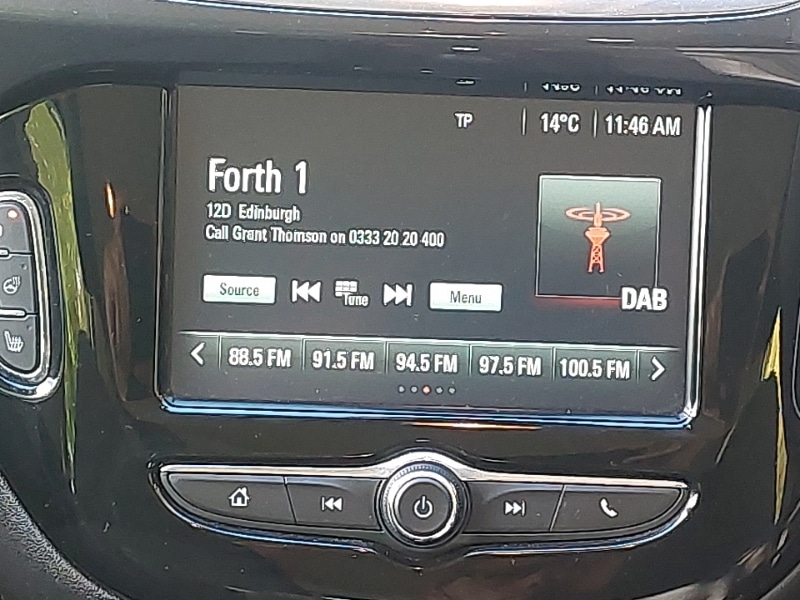 TP 14°C 11:46 AM
Forth 1
12D Edinburgh
Call Grant Thomson on 0333 20 20 400
DAB
Source Tune Menu
88.5 FM 91.5 FM 94.5 FM 97.5 FM 100.5 FM